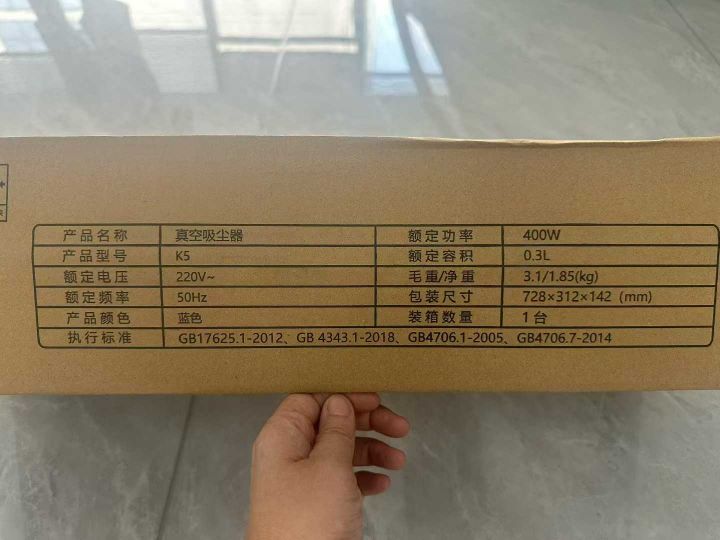 产品名称 真空吸尘器 额定功率 400W
产品型号 K5 额定容积 0.3L
额定电压 220V~ 毛重/净重 3.1/1.85(kg)
额定频率 50Hz 包装尺寸 728×312×142 (mm)
产品颜色 蓝色 装箱数量 1台
执行标准 GB17625.1-2012、GB 4343.1-2018、GB4706.1-2005、GB4706.7-2014